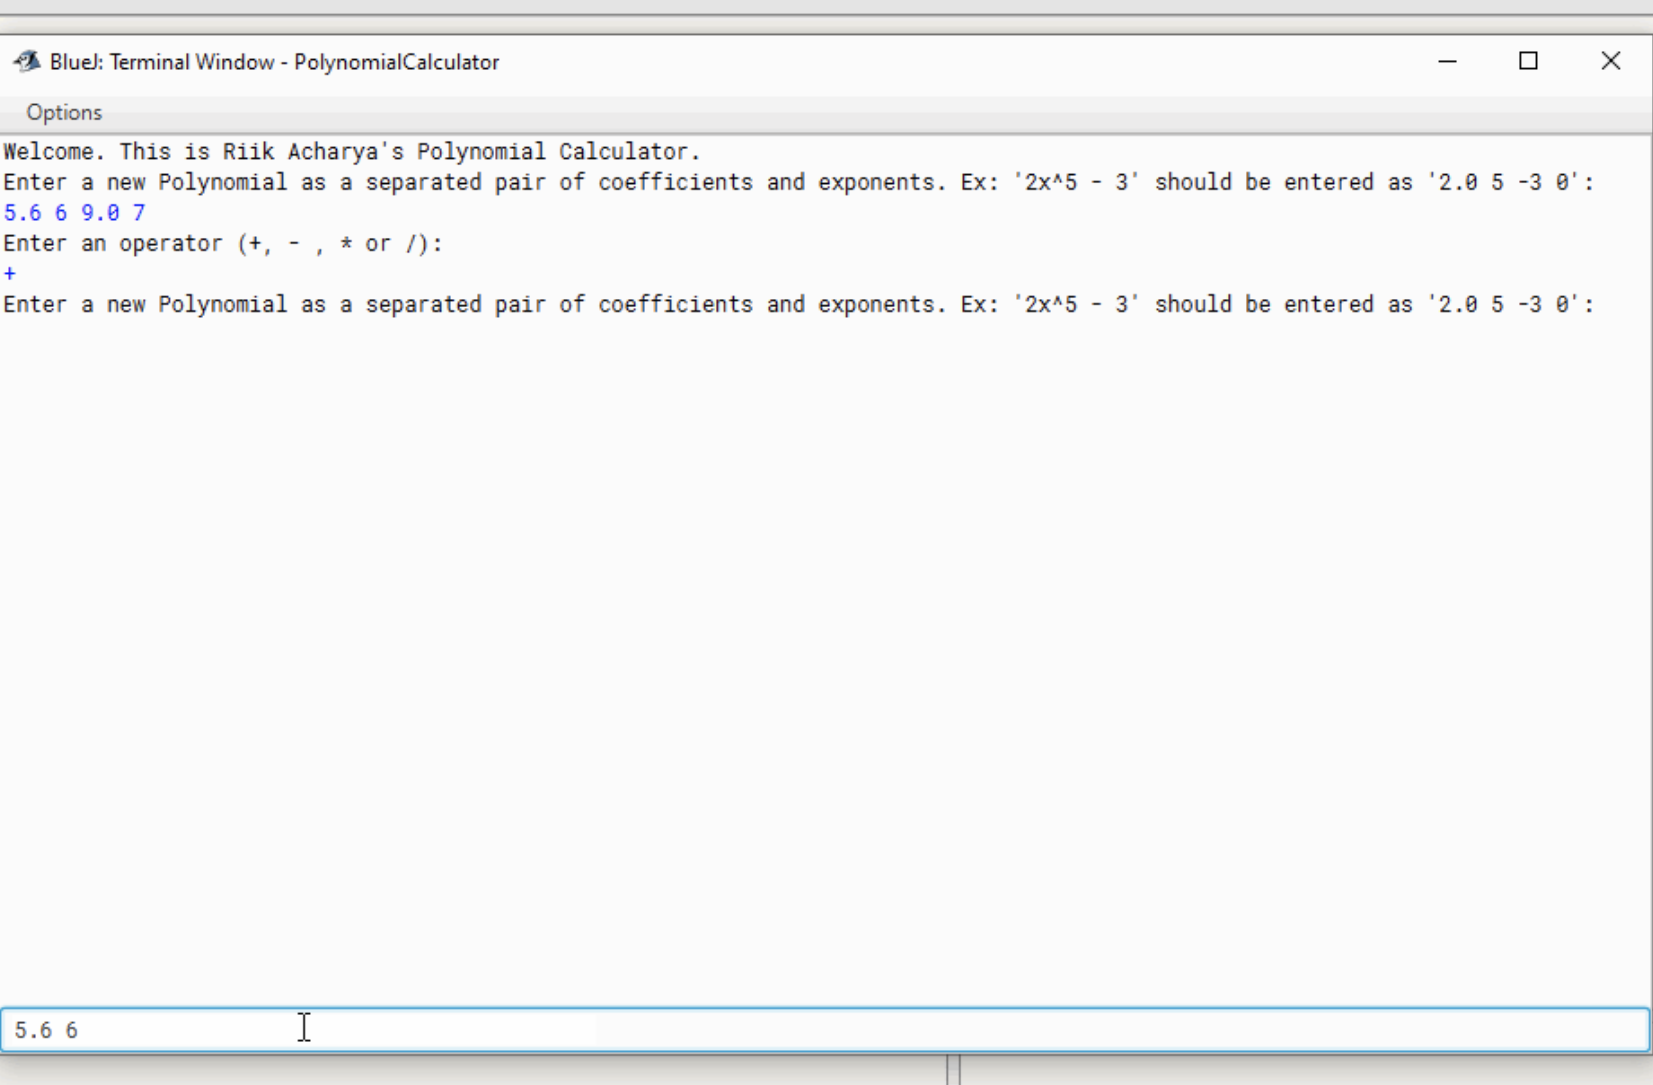 BlueJ: Terminal Window - PolynomialCalculator
Options
Welcome. This is Riik Acharya's Polynomial Calculator.
Enter a new Polynomial as a separated pair of coefficients and exponents. Ex: '2x^5 - 3' should be entered as '2.0 5 -3 0':
5.6 6 9.0 7
Enter an operator (+, - , * or /):
+
Enter a new Polynomial as a separated pair of coefficients and exponents. Ex: '2x^5 - 3' should be entered as '2.0 5 -3 0':
5.6 6